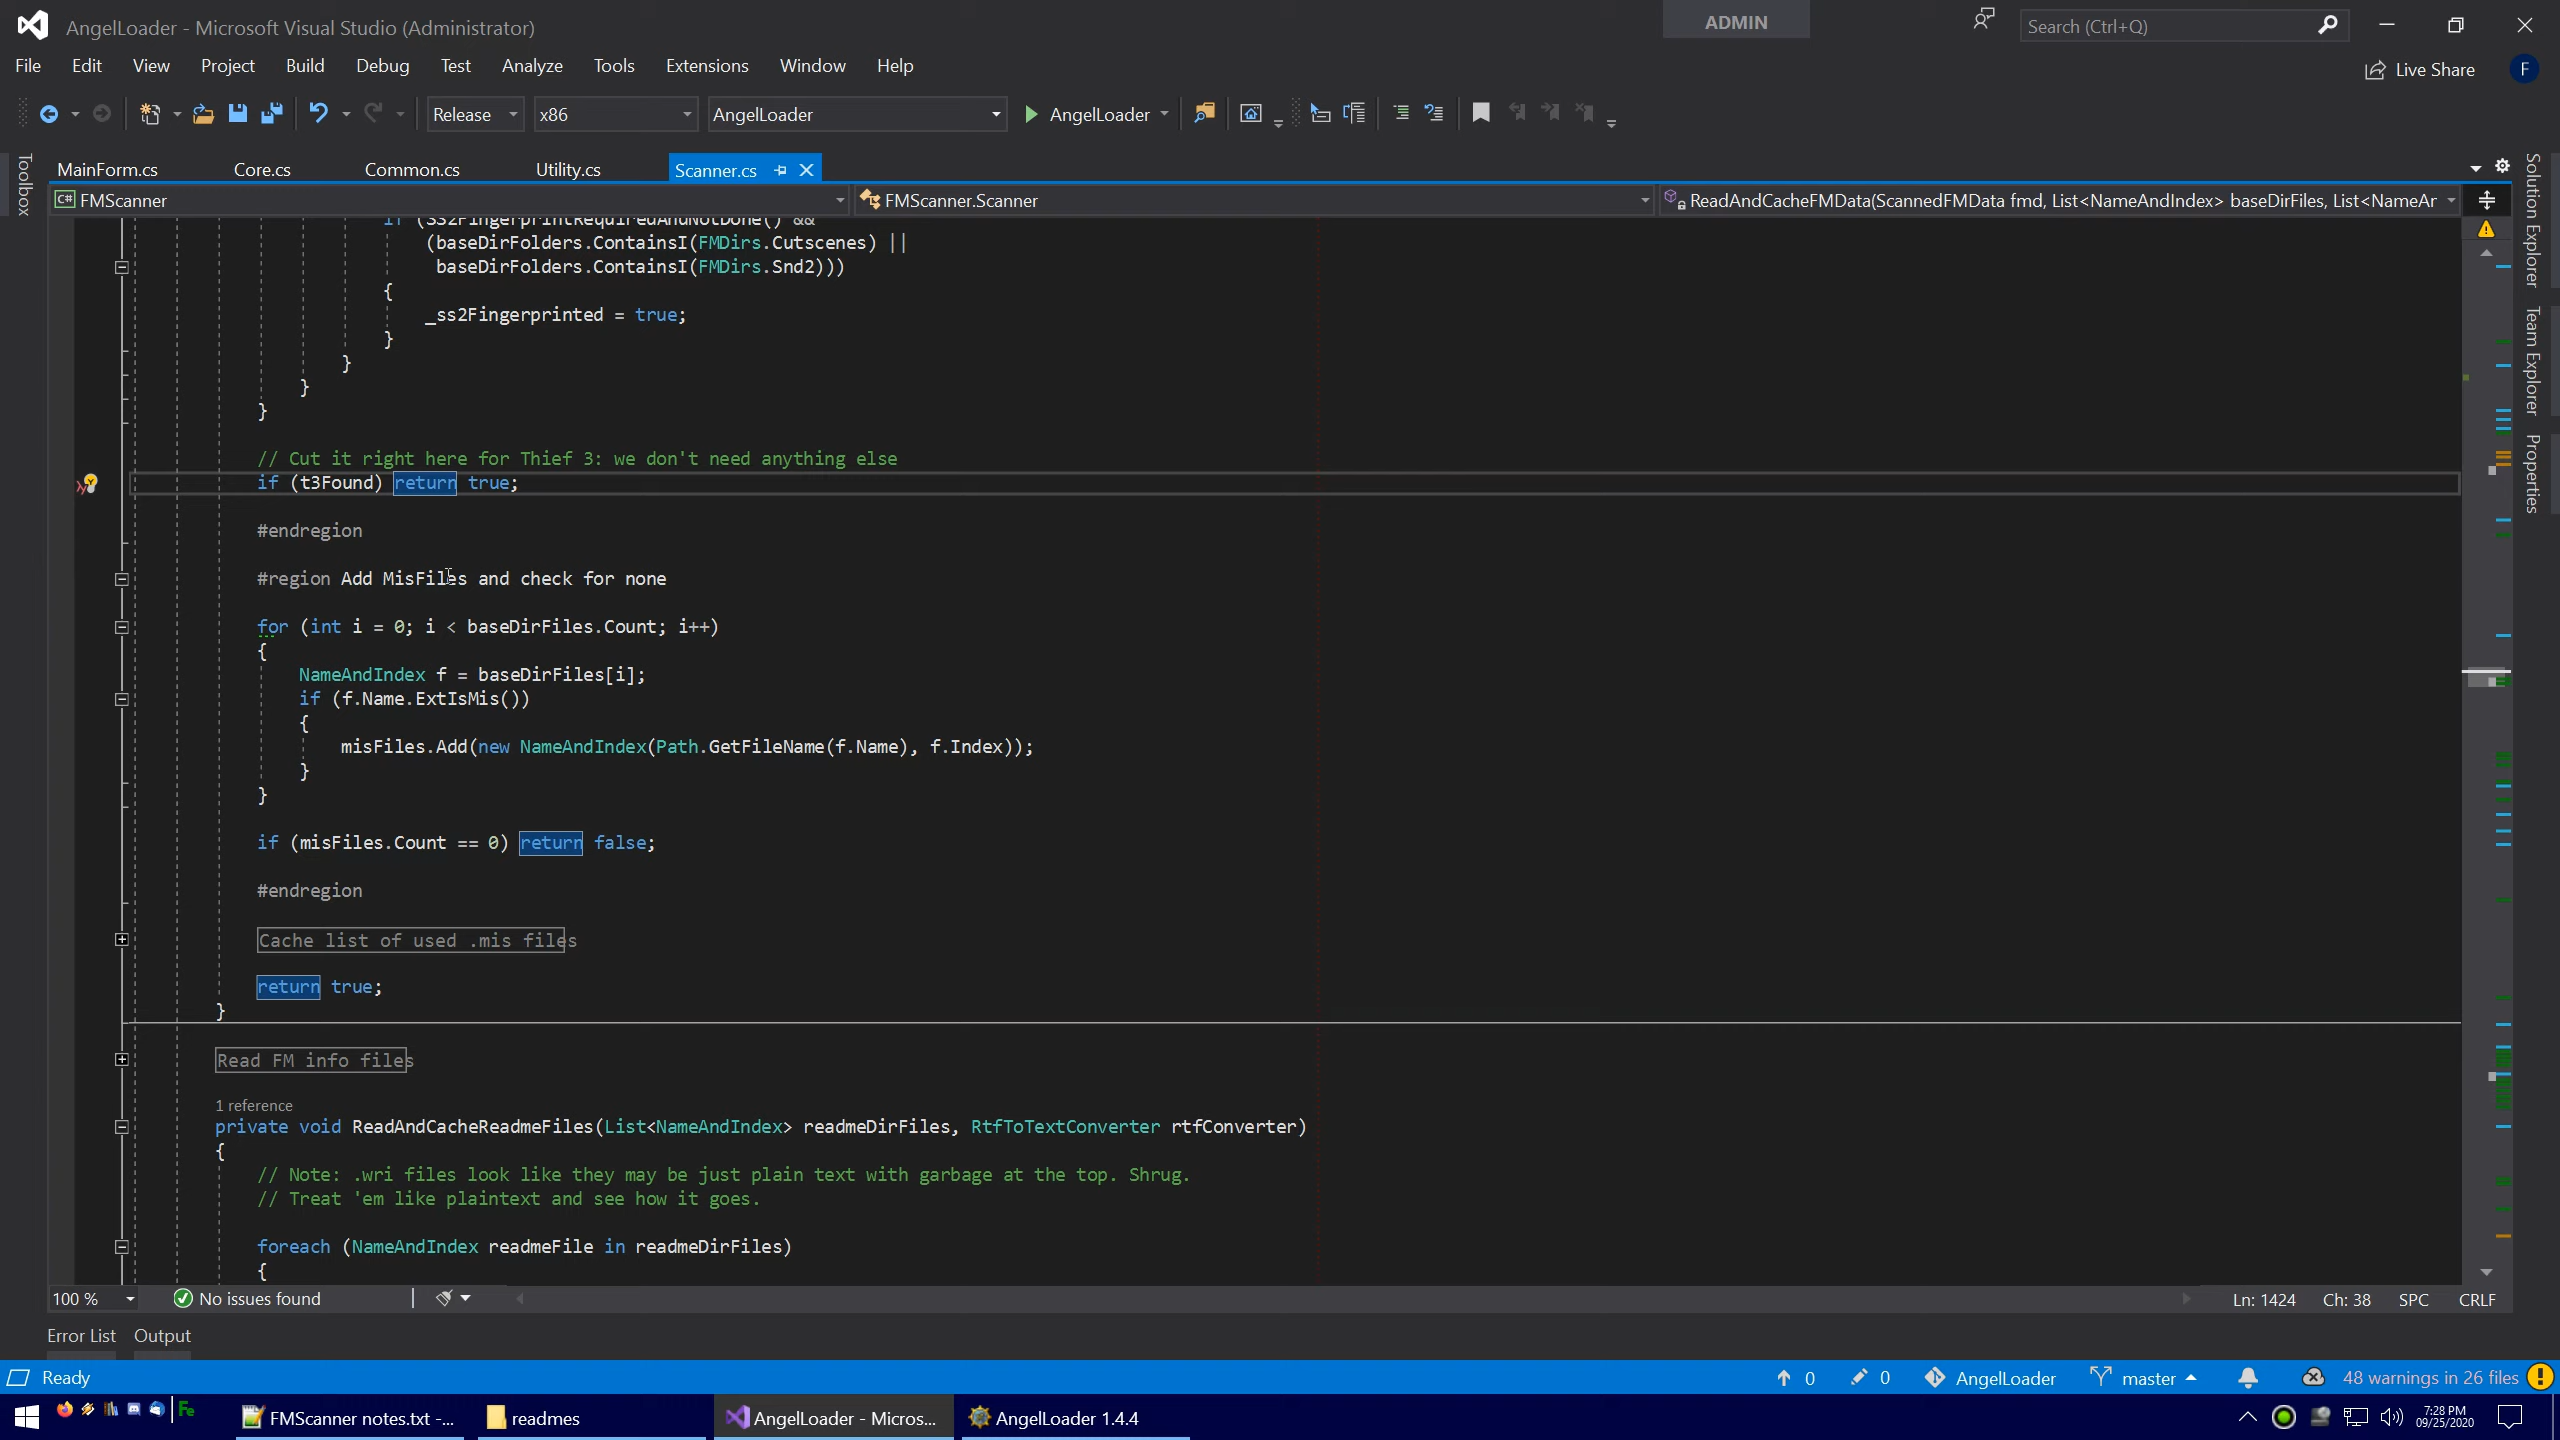 AngelLoader - Microsoft Visual Studio (Administrator)
ADMIN
Search (Ctrl+Q)
File Edit View Project Build Debug Test Analyze Tools Extensions Window Help
Live Share
F
Release x86 AngelLoader AngelLoader
Toolbox
MainForm.cs Core.cs Common.cs Utility.cs Scanner.cs
C# FMScanner FMScanner.Scanner ReadAndCacheFMData(ScannedFMData fmd, List<NameAndIndex> baseDirFiles, List<NameAr
Solution Explorer
Team Explorer
Properties
if (SS2FingerprintRequiredAndNotDone() &&
(baseDirFolders.ContainsI(FMDirs.Cutscenes) ||
baseDirFolders.ContainsI(FMDirs.Snd2)))
{
_ss2Fingerprinted = true;
}
}
}
}
// Cut it right here for Thief 3: we don't need anything else
if (t3Found) return true;
#endregion
#region Add MisFiles and check for none
for (int i = 0; i < baseDirFiles.Count; i++)
{
NameAndIndex f = baseDirFiles[i];
if (f.Name.ExtIsMis())
{
misFiles.Add(new NameAndIndex(Path.GetFileName(f.Name), f.Index));
}
}
if (misFiles.Count == 0) return false;
#endregion
Cache list of used .mis files
return true;
}
Read FM info files
1 reference
private void ReadAndCacheReadmeFiles(List<NameAndIndex> readmeDirFiles, RtfToTextConverter rtfConverter)
{
// Note: .wri files look like they may be just plain text with garbage at the top. Shrug.
// Treat 'em like plaintext and see how it goes.
foreach (NameAndIndex readmeFile in readmeDirFiles)
{
100 % No issues found Ln: 1424 Ch: 38 SPC CRLF
Error List Output
Ready 0 0 AngelLoader master 48 warnings in 26 files
Fe FMScanner notes.txt -... readmes AngelLoader - Micros... AngelLoader 1.4.4 7:28 PM
09/25/2020